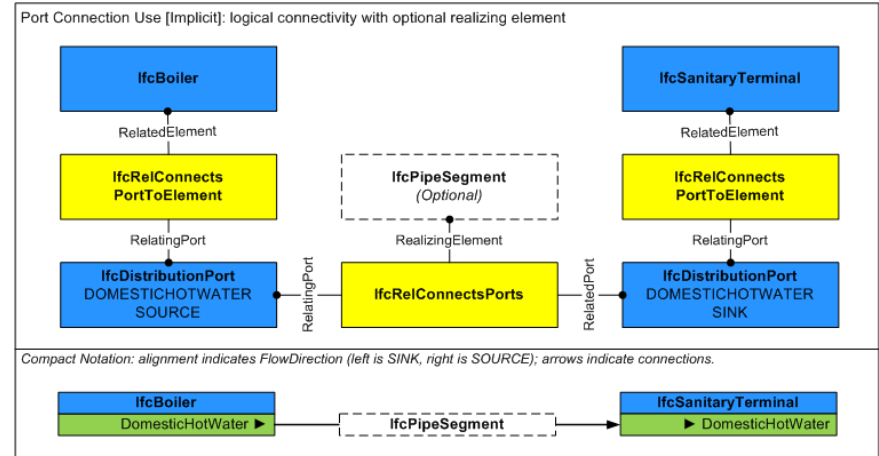 Port Connection Use [Implicit]: logical connectivity with optional realizing element
IfcBoiler
IfcSanitaryTerminal
RelatedElement
RelatedElement
IfcRelConnects
PortToElement
IfcPipeSegment
(Optional)
IfcRelConnects
PortToElement
RelatingPort
RealizingElement
RelatingPort
IfcDistributionPort
DOMESTICHOTWATER
SOURCE
RelatingPort
IfcRelConnectsPorts
RelatedPort
IfcDistributionPort
DOMESTICHOTWATER
SINK
Compact Notation: alignment indicates FlowDirection (left is SINK, right is SOURCE); arrows indicate connections.
IfcBoiler
DomesticHotWater ►
IfcPipeSegment
IfcSanitaryTerminal
► DomesticHotWater